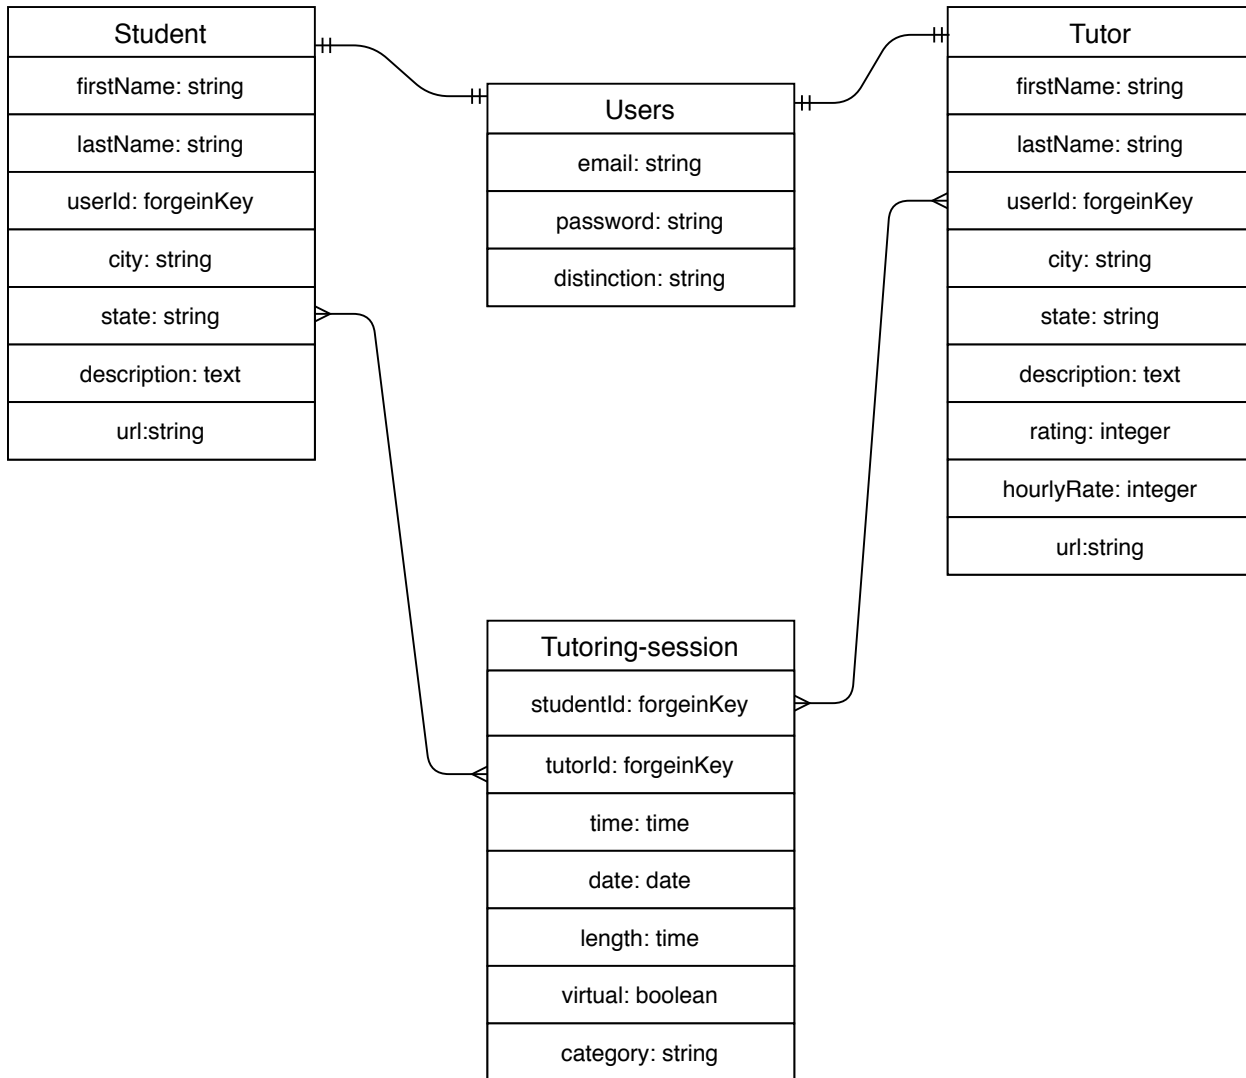 Student
firstName: string
lastName: string
userId: forgeinKey
city: string
state: string
description: text
url:string
Users
email: string
password: string
distinction: string
Tutor
firstName: string
lastName: string
userId: forgeinKey
city: string
state: string
description: text
rating: integer
hourlyRate: integer
url:string
Tutoring-session
studentId: forgeinKey
tutorId: forgeinKey
time: time
date: date
length: time
virtual: boolean
category: string